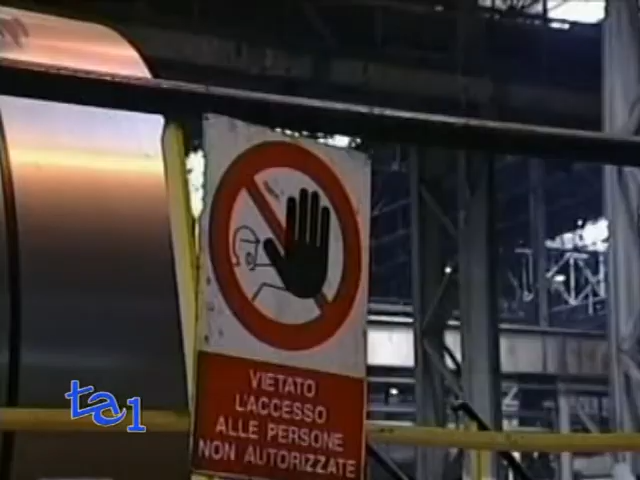 VIETATO
L'ACCESSO
ALLE PERSONE
NON AUTORIZZATE
tg1